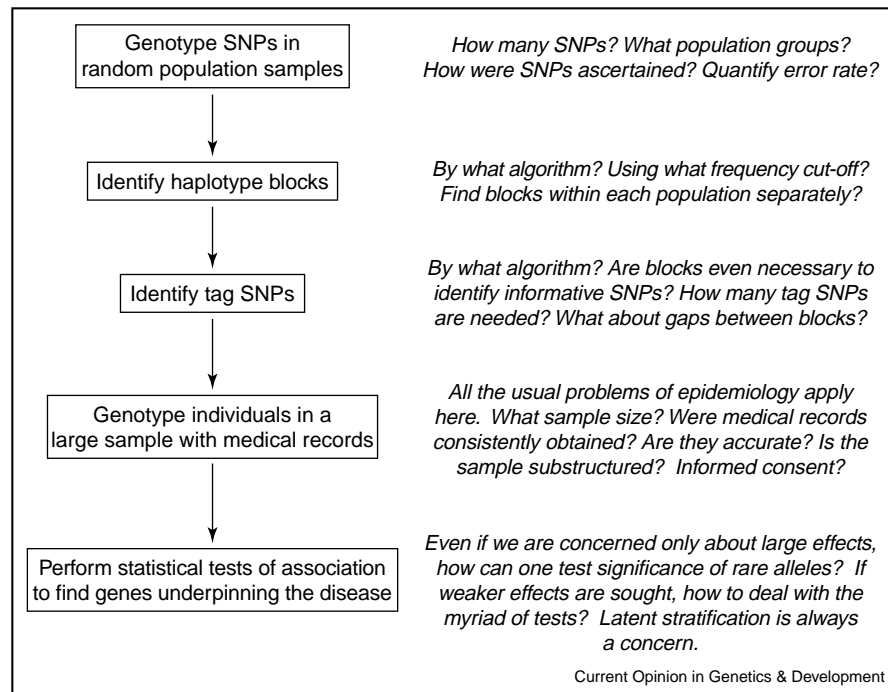 Genotype SNPs in
random population samples
How many SNPs? What population groups?
How were SNPs ascertained? Quantify error rate?
Identify haplotype blocks
By what algorithm? Using what frequency cut-off?
Find blocks within each population separately?
Identify tag SNPs
By what algorithm? Are blocks even necessary to
identify informative SNPs? How many tag SNPs
are needed? What about gaps between blocks?
Genotype individuals in a
large sample with medical records
All the usual problems of epidemiology apply
here. What sample size? Were medical records
consistently obtained? Are they accurate? Is the
sample substructured? Informed consent?
Perform statistical tests of association
to find genes underpinning the disease
Even if we are concerned only about large effects,
how can one test significance of rare alleles? If
weaker effects are sought, how to deal with the
myriad of tests? Latent stratification is always
a concern.
Current Opinion in Genetics & Development